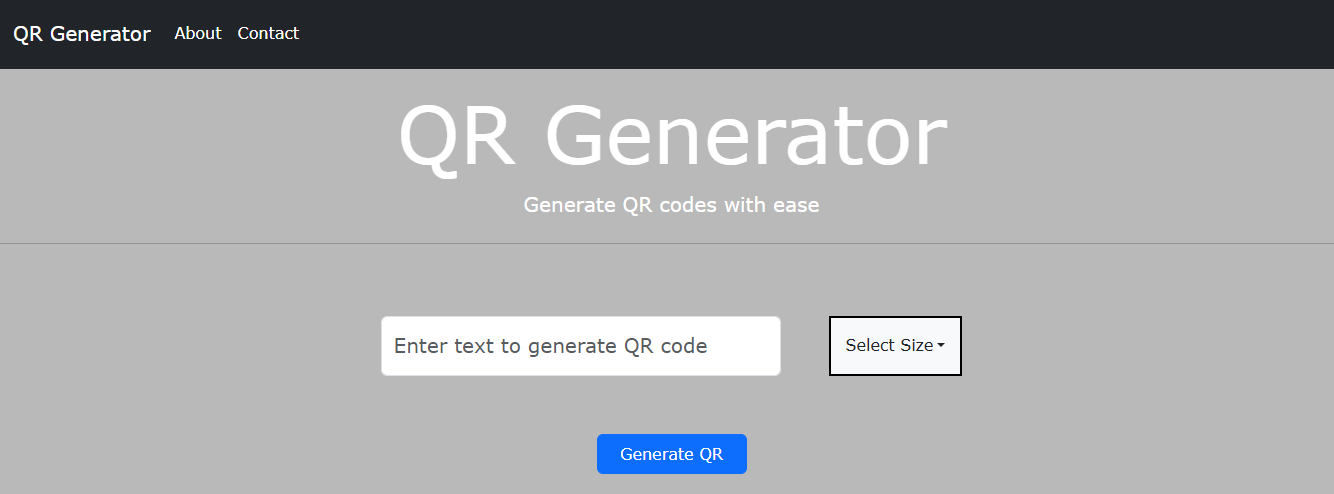 QR Generator About Contact
QR Generator
Generate QR codes with ease
Enter text to generate QR code Select Size
Generate QR